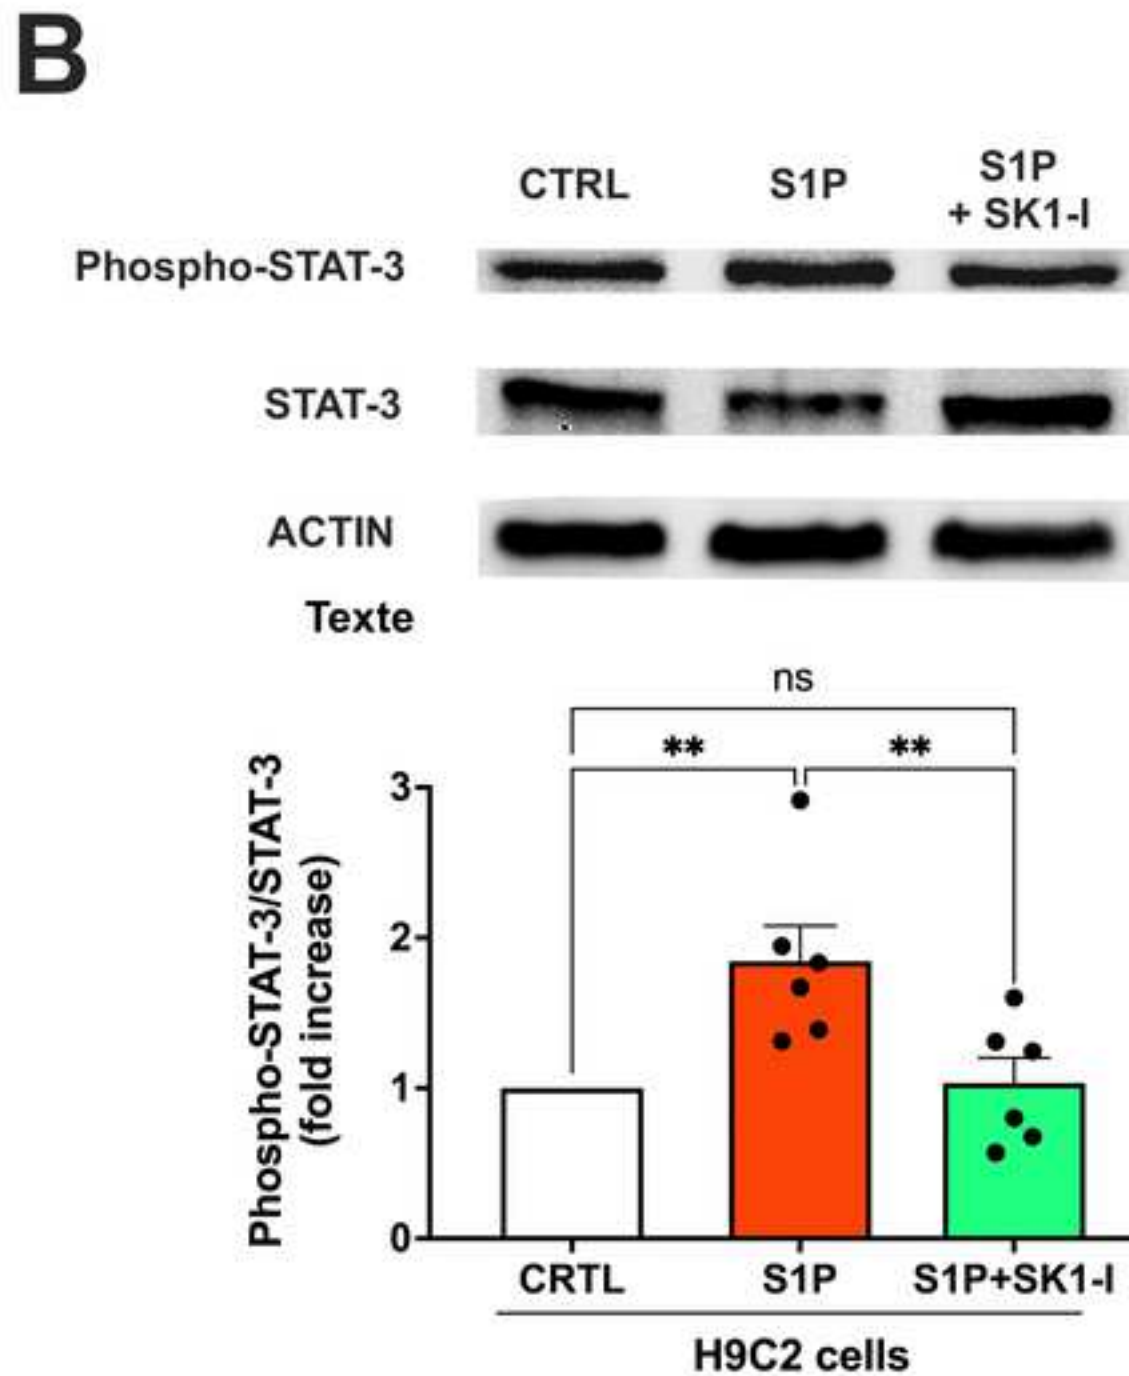 B
CTRL S1P S1P
+ SK1-I
Phospho-STAT-3
STAT-3
ACTIN
Texte
ns
** **
Phospho-STAT-3/STAT-3
(fold increase)
3
2
1
0
CRTL S1P S1P+SK1-I
H9C2 cells